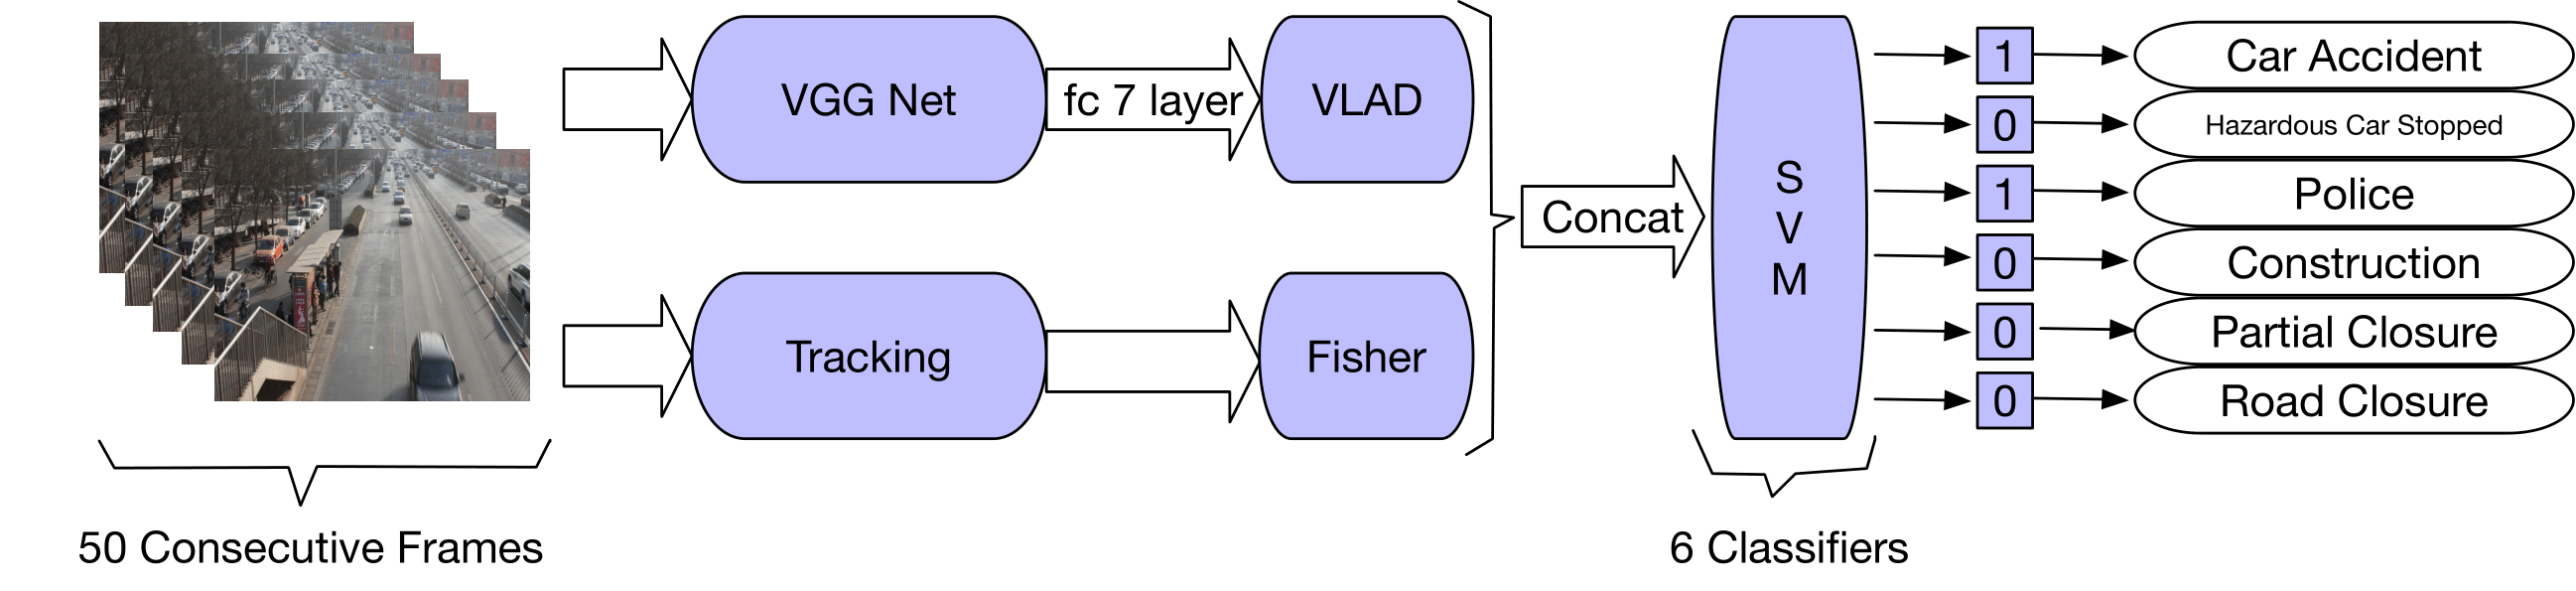 VGG Net
fc 7 layer
VLAD
Tracking
Fisher
Concat
S
V
M
1
0
1
0
0
0
Car Accident
Hazardous Car Stopped
Police
Construction
Partial Closure
Road Closure
50 Consecutive Frames
6 Classifiers